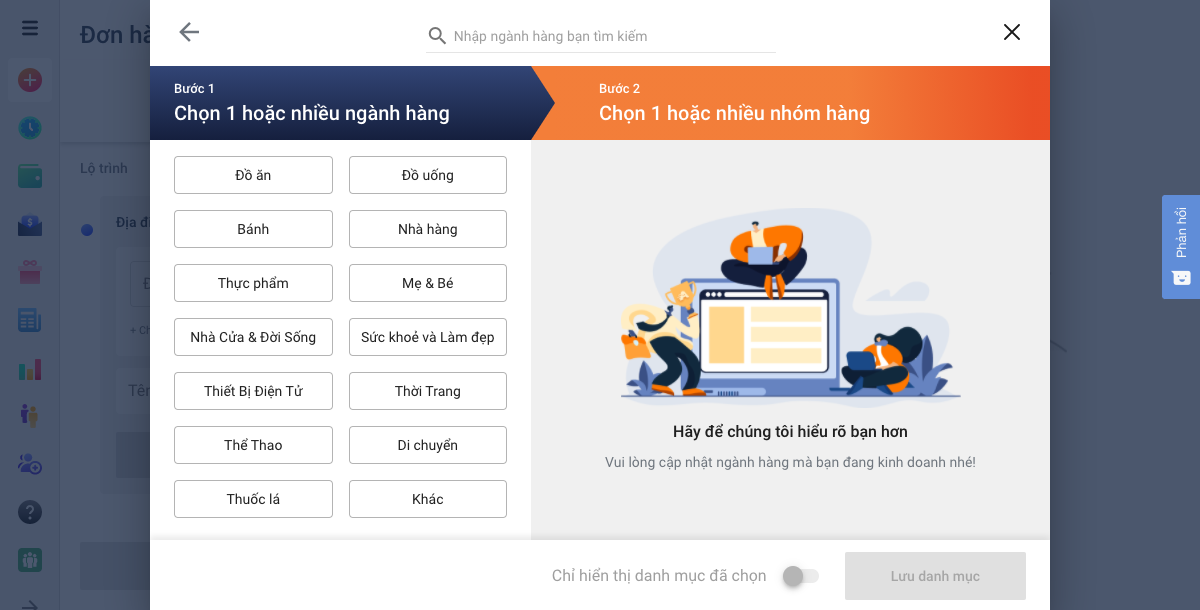 Đơn hà
Nhập ngành hàng bạn tìm kiếm
Bước 1
Chọn 1 hoặc nhiều ngành hàng
Bước 2
Chọn 1 hoặc nhiều nhóm hàng
Lộ trình
Địa đi
Đồ ăn
Đồ uống
Bánh
Nhà hàng
Thực phẩm
Mẹ & Bé
Nhà Cửa & Đời Sống
Sức khoẻ và Làm đẹp
Thiết Bị Điện Tử
Thời Trang
Thể Thao
Di chuyển
Thuốc lá
Khác
+ Ch
Tên
Hãy để chúng tôi hiểu rõ bạn hơn
Vui lòng cập nhật ngành hàng mà bạn đang kinh doanh nhé!
Chỉ hiển thị danh mục đã chọn
Lưu danh mục
Phản hồi